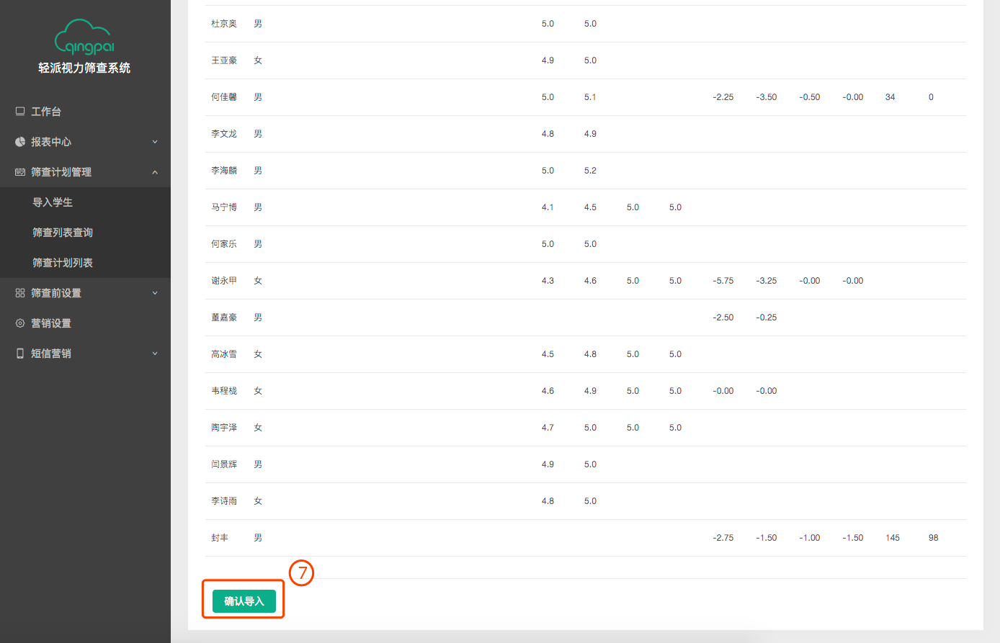 qingpai
轻派视力筛查系统
工作台
报表中心
筛查计划管理
导入学生
筛查列表查询
筛查计划列表
筛查前设置
营销设置
短信营销
杜京奥 男 5.0 5.0
王亚豪 女 4.9 5.0
何佳馨 男 5.0 5.1 -2.25 -3.50 -0.50 -0.00 34 0
李文龙 男 4.8 4.9
李海麟 男 5.0 5.2
马宁博 男 4.1 4.5 5.0 5.0
何家乐 男 5.0 5.0
谢永甲 女 4.3 4.6 5.0 5.0 -5.75 -3.25 -0.00 -0.00
董嘉豪 男 -2.50 -0.25
高冰雪 女 4.5 4.8 5.0 5.0
韦程栊 女 4.6 4.9 5.0 5.0 -0.00 -0.00
陶宇泽 女 4.7 5.0 5.0 5.0
闫景辉 男 4.9 5.0
李诗雨 女 4.8 5.0
封丰 男 -2.75 -1.50 -1.00 -1.50 145 98
7
确认导入